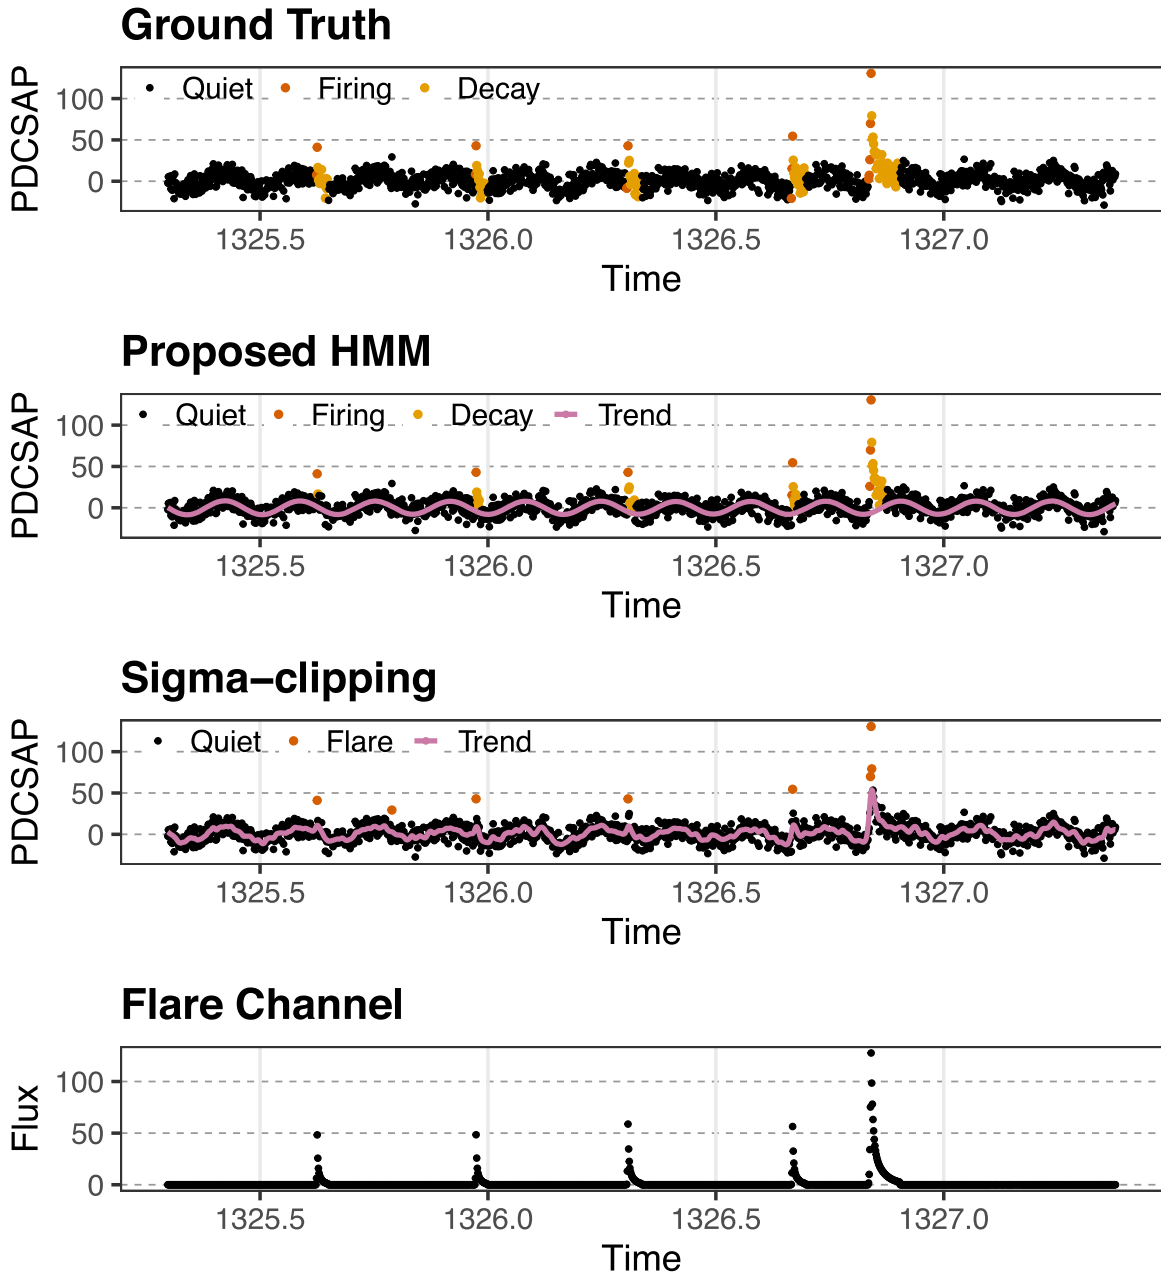 Ground Truth
PDCSAP
100
50
0
Quiet Firing Decay
1325.5 1326.0 1326.5 1327.0
Time
Proposed HMM
PDCSAP
100
50
0
Quiet Firing Decay Trend
1325.5 1326.0 1326.5 1327.0
Time
Sigma–clipping
PDCSAP
100
50
0
Quiet Flare Trend
1325.5 1326.0 1326.5 1327.0
Time
Flare Channel
Flux
100
50
0
1325.5 1326.0 1326.5 1327.0
Time